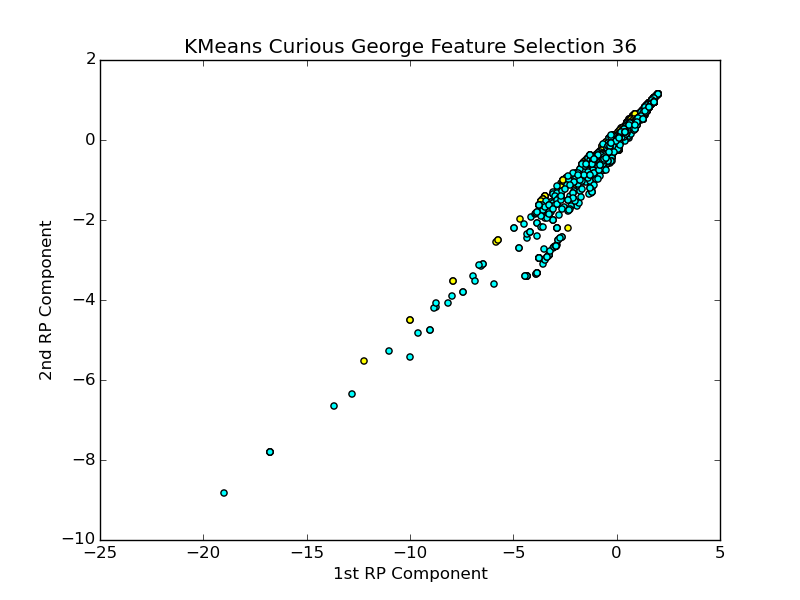 KMeans Curious George Feature Selection 36
2
0
−2
−4
−6
−8
−10
2nd RP Component
−25 −20 −15 −10 −5 0 5
1st RP Component